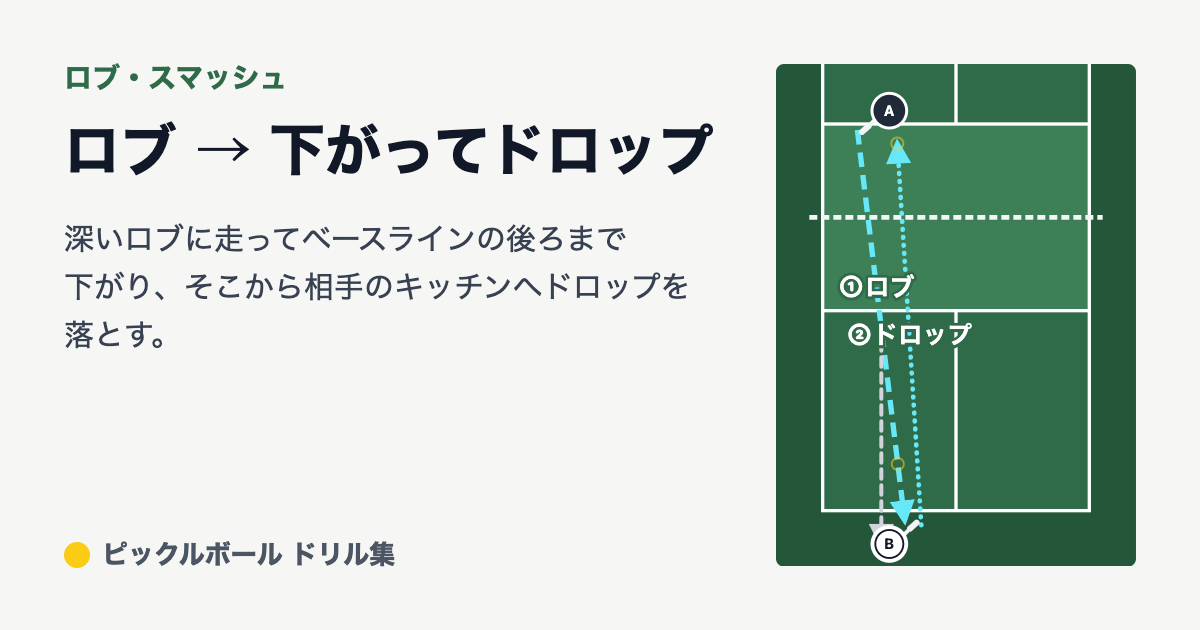 ロブ・スマッシュ
ロブ → 下がってドロップ
深いロブに走ってベースラインの後ろまで
下がり、そこから相手のキッチンへドロップを
落とす。
ピックルボール ドリル集
A
①ロブ
②ドロップ
B